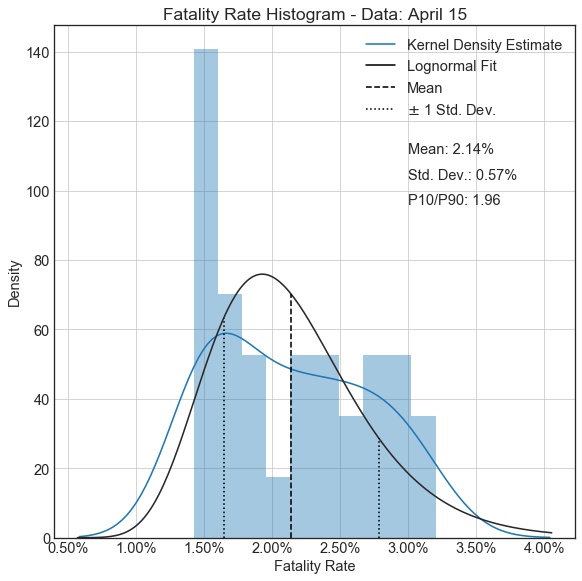 Fatality Rate Histogram - Data: April 15
Kernel Density Estimate
Lognormal Fit
Mean
± 1 Std. Dev.
Mean: 2.14%
Std. Dev.: 0.57%
P10/P90: 1.96
Density
140
120
100
80
60
40
20
0
0.50% 1.00% 1.50% 2.00% 2.50% 3.00% 3.50% 4.00%
Fatality Rate